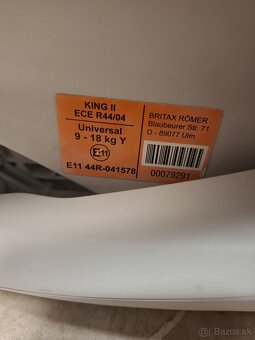 KING II
ECE R44/04
Universal
9 - 18 kg Y
E11
E11 44R-041578
BRITAX RÖMER
Blaubeurer Str. 71
D - 89077 Ulm
00079291
Bazos.sk